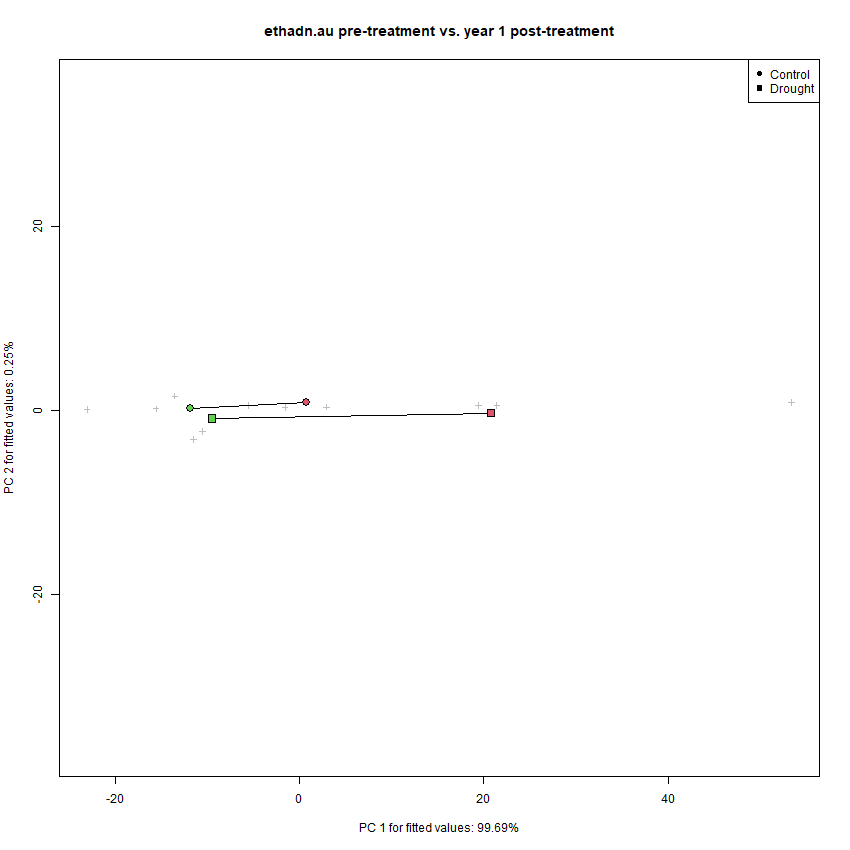 ethadn.au pre-treatment vs. year 1 post-treatment
Control
Drought
20
0
-20
PC 2 for fitted values: 0.25%
-20
0
20
40
PC 1 for fitted values: 99.69%